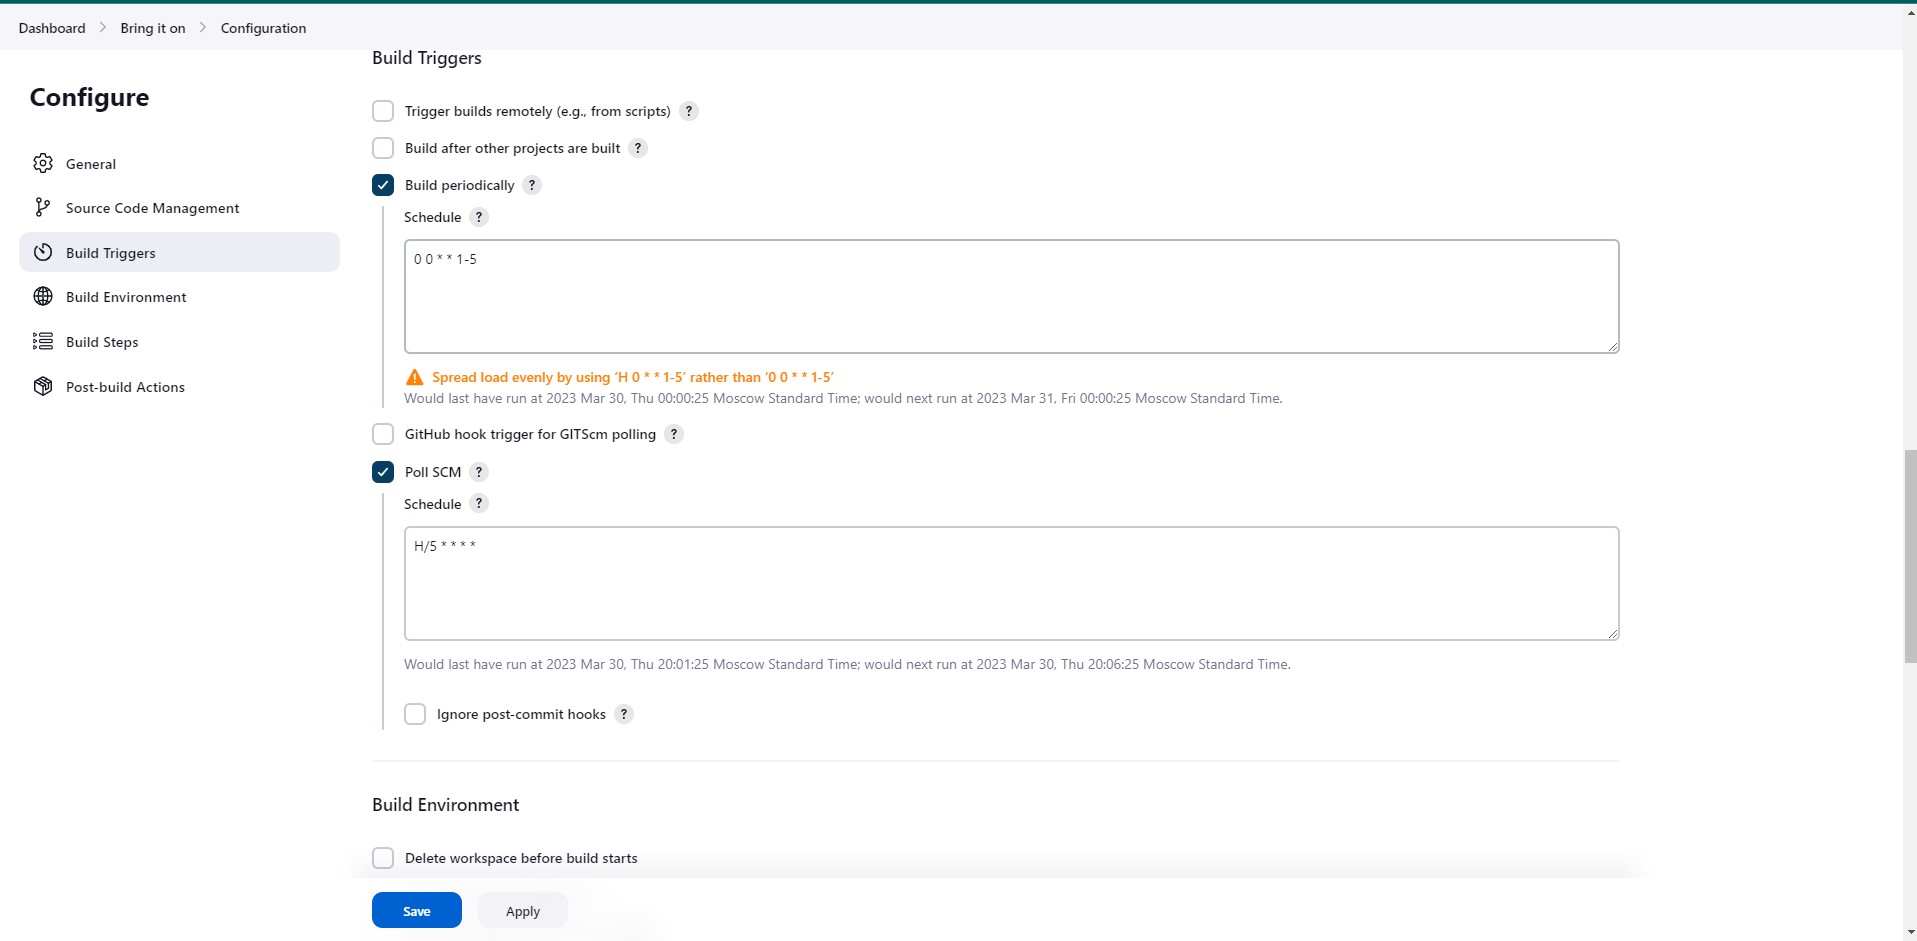 Dashboard > Bring it on > Configuration
Configure
General
Source Code Management
Build Triggers
Build Environment
Build Steps
Post-build Actions
Build Triggers
Trigger builds remotely (e.g., from scripts) ?
Build after other projects are built ?
Build periodically ?
Schedule ?
0 0 * * 1-5
Spread load evenly by using ‘H 0 * * 1-5’ rather than ‘0 0 * * 1-5’
Would last have run at 2023 Mar 30, Thu 00:00:25 Moscow Standard Time; would next run at 2023 Mar 31, Fri 00:00:25 Moscow Standard Time.
GitHub hook trigger for GITScm polling ?
Poll SCM ?
Schedule ?
H/5 * * * *
Would last have run at 2023 Mar 30, Thu 20:01:25 Moscow Standard Time; would next run at 2023 Mar 30, Thu 20:06:25 Moscow Standard Time.
Ignore post-commit hooks ?
Build Environment
Delete workspace before build starts
Save
Apply